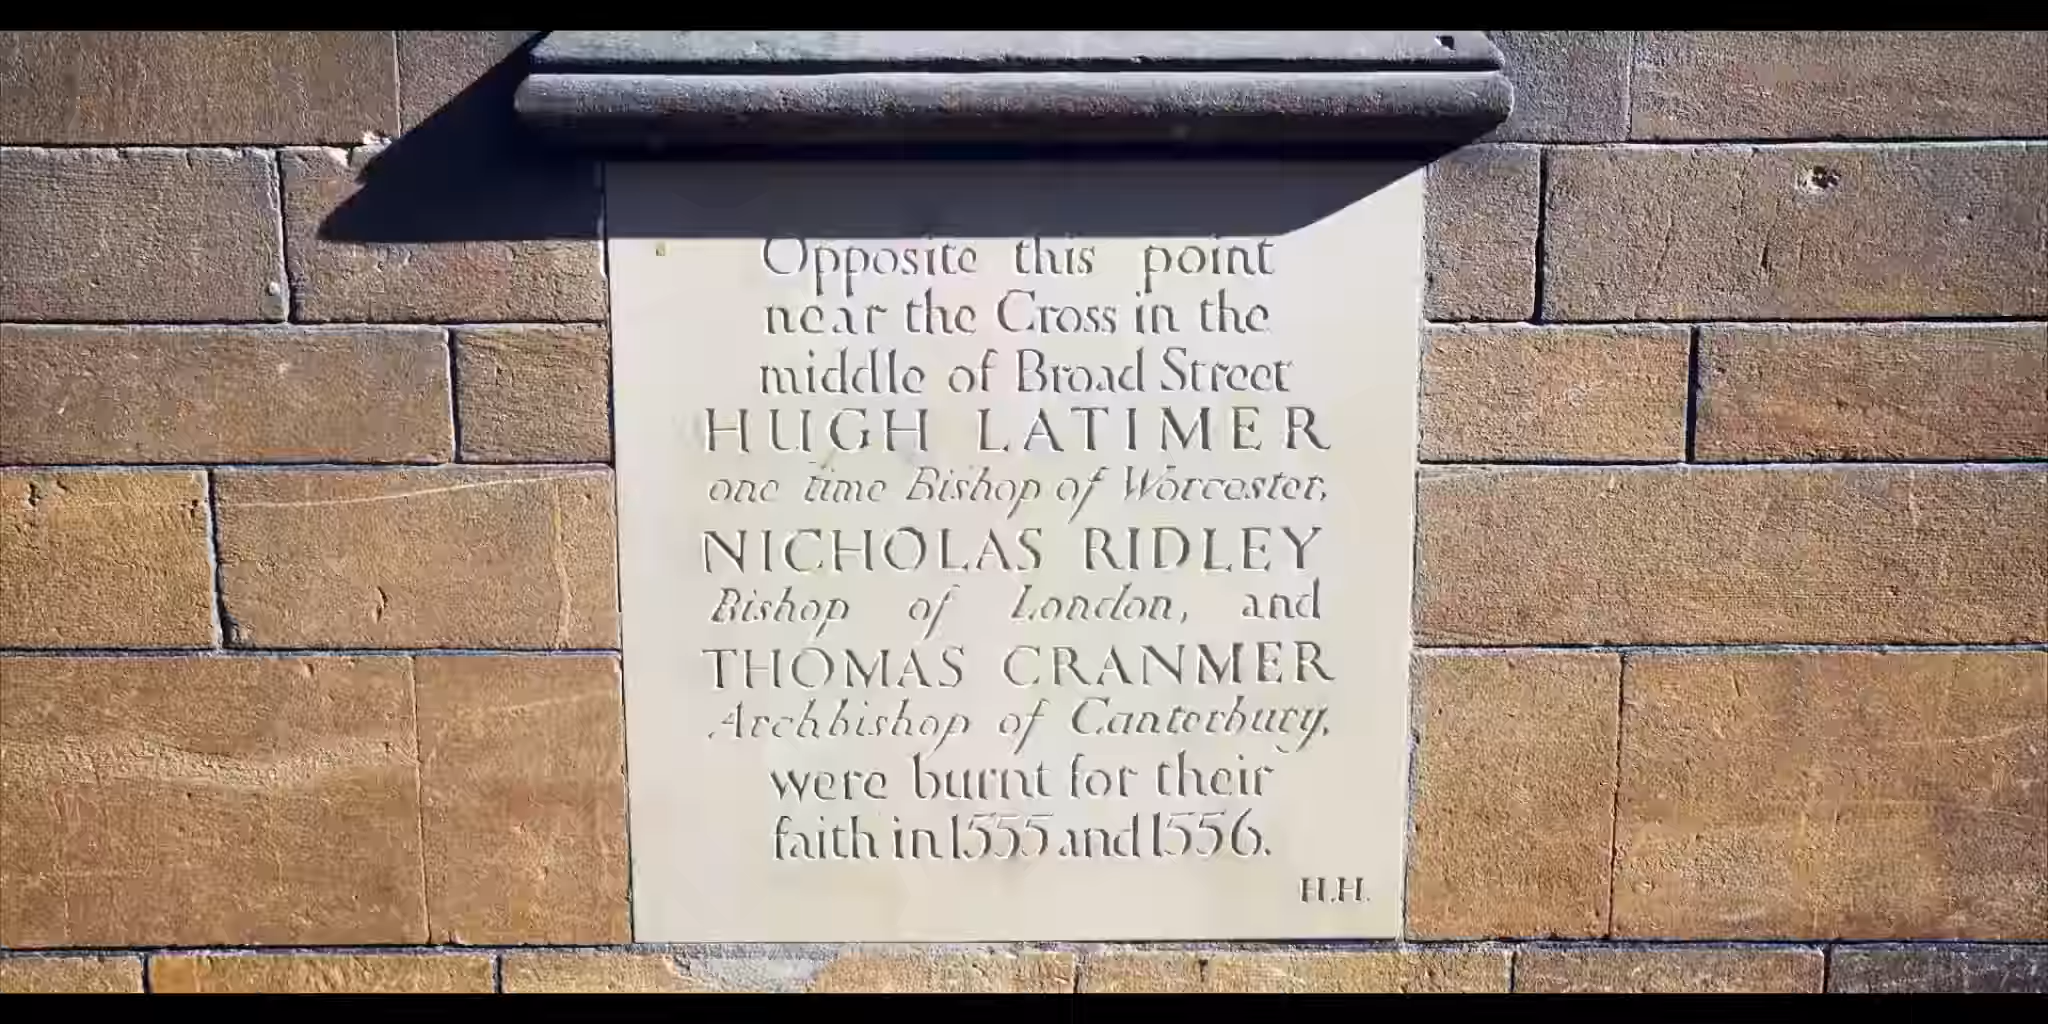 Opposite this point
near the Cross in the
middle of Broad Street
HUGH LATIMER
one time Bishop of Worcester,
NICHOLAS RIDLEY
Bishop of London, and
THOMAS CRANMER
Archbishop of Canterbury,
were burnt for their
faith in 1555 and 1556.
H.H.